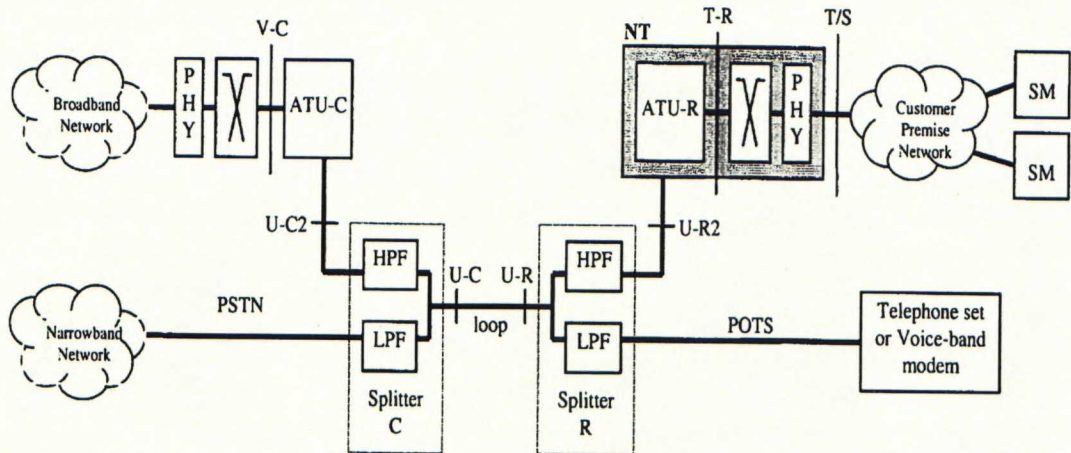 V-C
T-R
T/S
NT
Broadband
Network
P
H
Y
ATU-C
ATU-R
P
H
Y
Customer
Premise
Network
SM
SM
U-C2
U-R2
HPF
HPF
U-C
U-R
loop
PSTN
Narrowband
Network
LPF
LPF
POTS
Telephone set
or Voice-band
modem
Splitter
C
Splitter
R